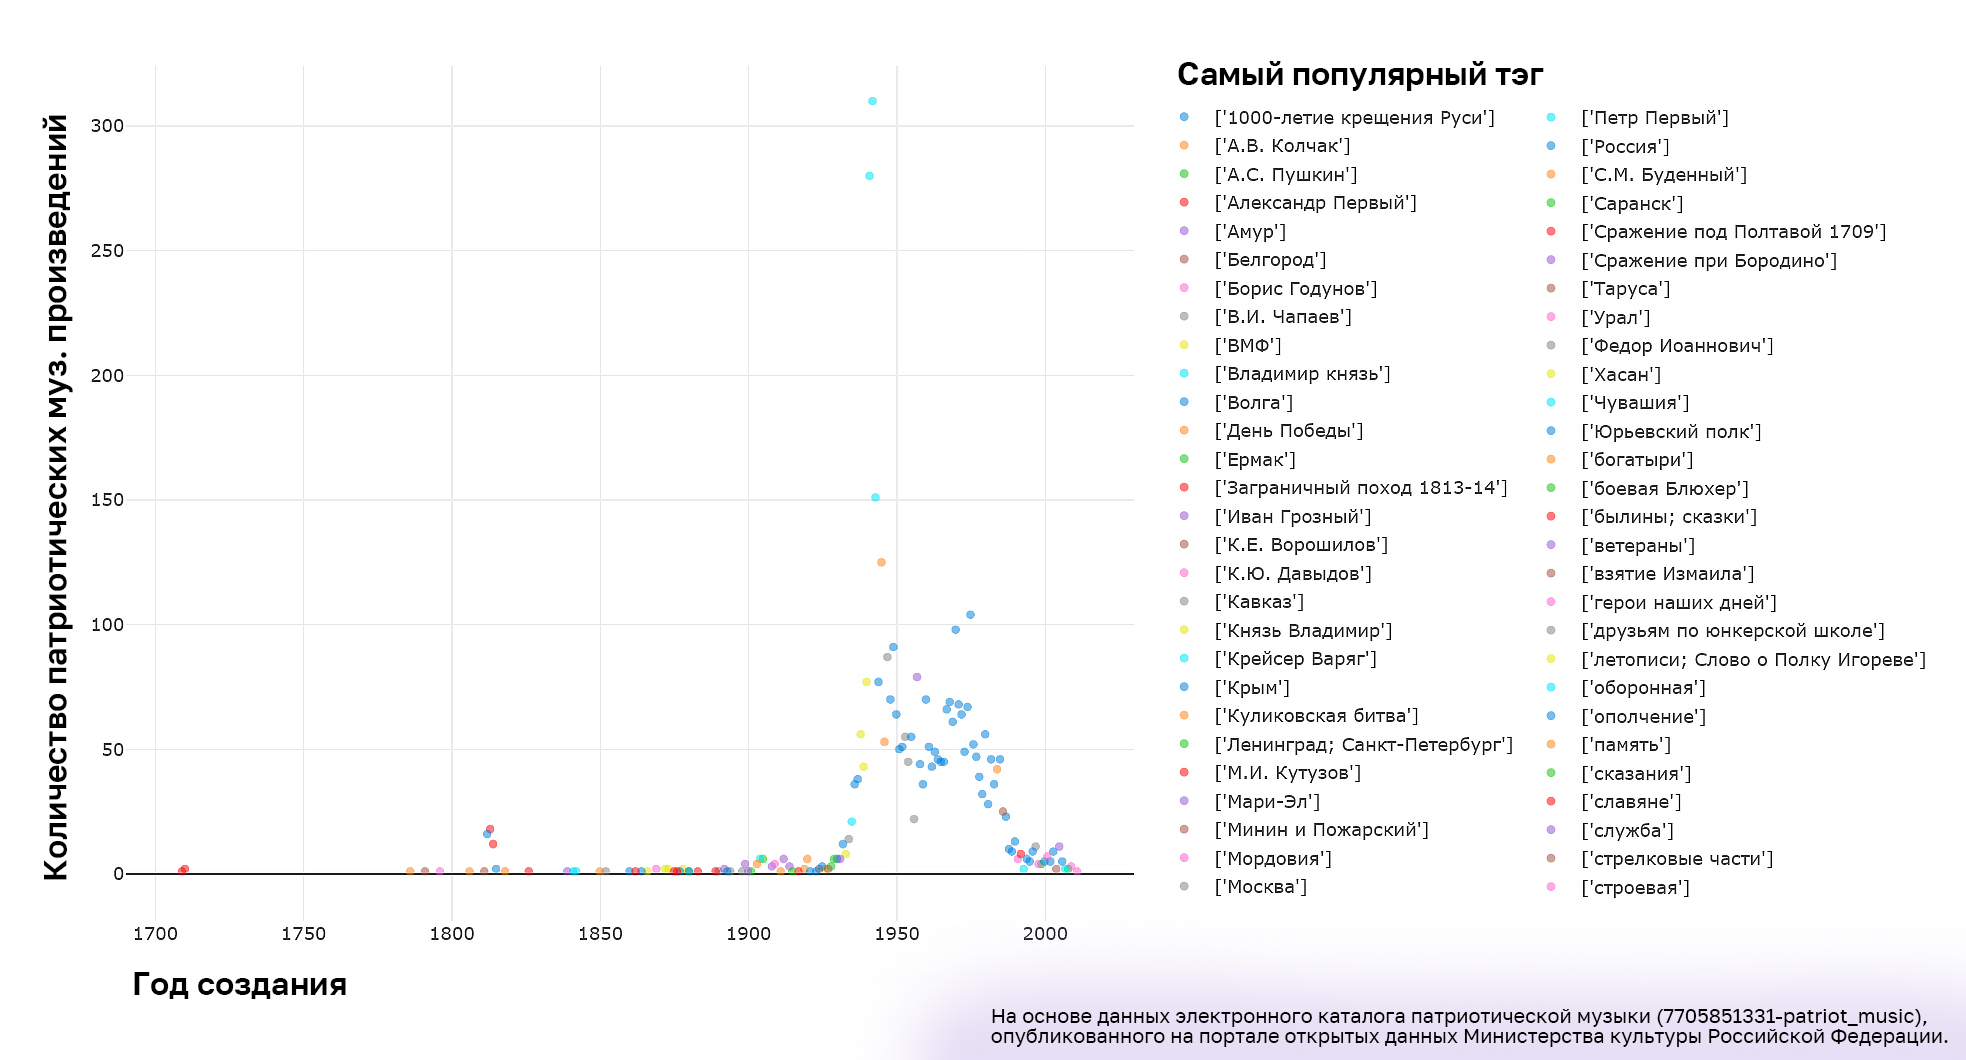 Количество патриотических муз. произведений
300
250
200
150
100
50
0
1700 1750 1800 1850 1900 1950 2000
Год создания
Самый популярный тэг
['1000-летие крещения Руси']
['А.В. Колчак']
['А.С. Пушкин']
['Александр Первый']
['Амур']
['Белгород']
['Борис Годунов']
['В.И. Чапаев']
['ВМФ']
['Владимир князь']
['Волга']
['День Победы']
['Ермак']
['Заграничный поход 1813-14']
['Иван Грозный']
['К.Е. Ворошилов']
['К.Ю. Давыдов']
['Кавказ']
['Князь Владимир']
['Крейсер Варяг']
['Крым']
['Куликовская битва']
['Ленинград; Санкт-Петербург']
['М.И. Кутузов']
['Мари-Эл']
['Минин и Пожарский']
['Мордовия']
['Москва']
['Петр Первый']
['Россия']
['С.М. Буденный']
['Саранск']
['Сражение под Полтавой 1709']
['Сражение при Бородино']
['Таруса']
['Урал']
['Федор Иоаннович']
['Хасан']
['Чувашия']
['Юрьевский полк']
['богатыри']
['боевая Блюхер']
['былины; сказки']
['ветераны']
['взятие Измаила']
['герои наших дней']
['друзьям по юнкерской школе']
['летописи; Слово о Полку Игореве']
['оборонная']
['ополчение']
['память']
['сказания']
['славяне']
['служба']
['стрелковые части']
['строевая']
На основе данных электронного каталога патриотической музыки (7705851331-patriot_music),
опубликованного на портале открытых данных Министерства культуры Российской Федерации.